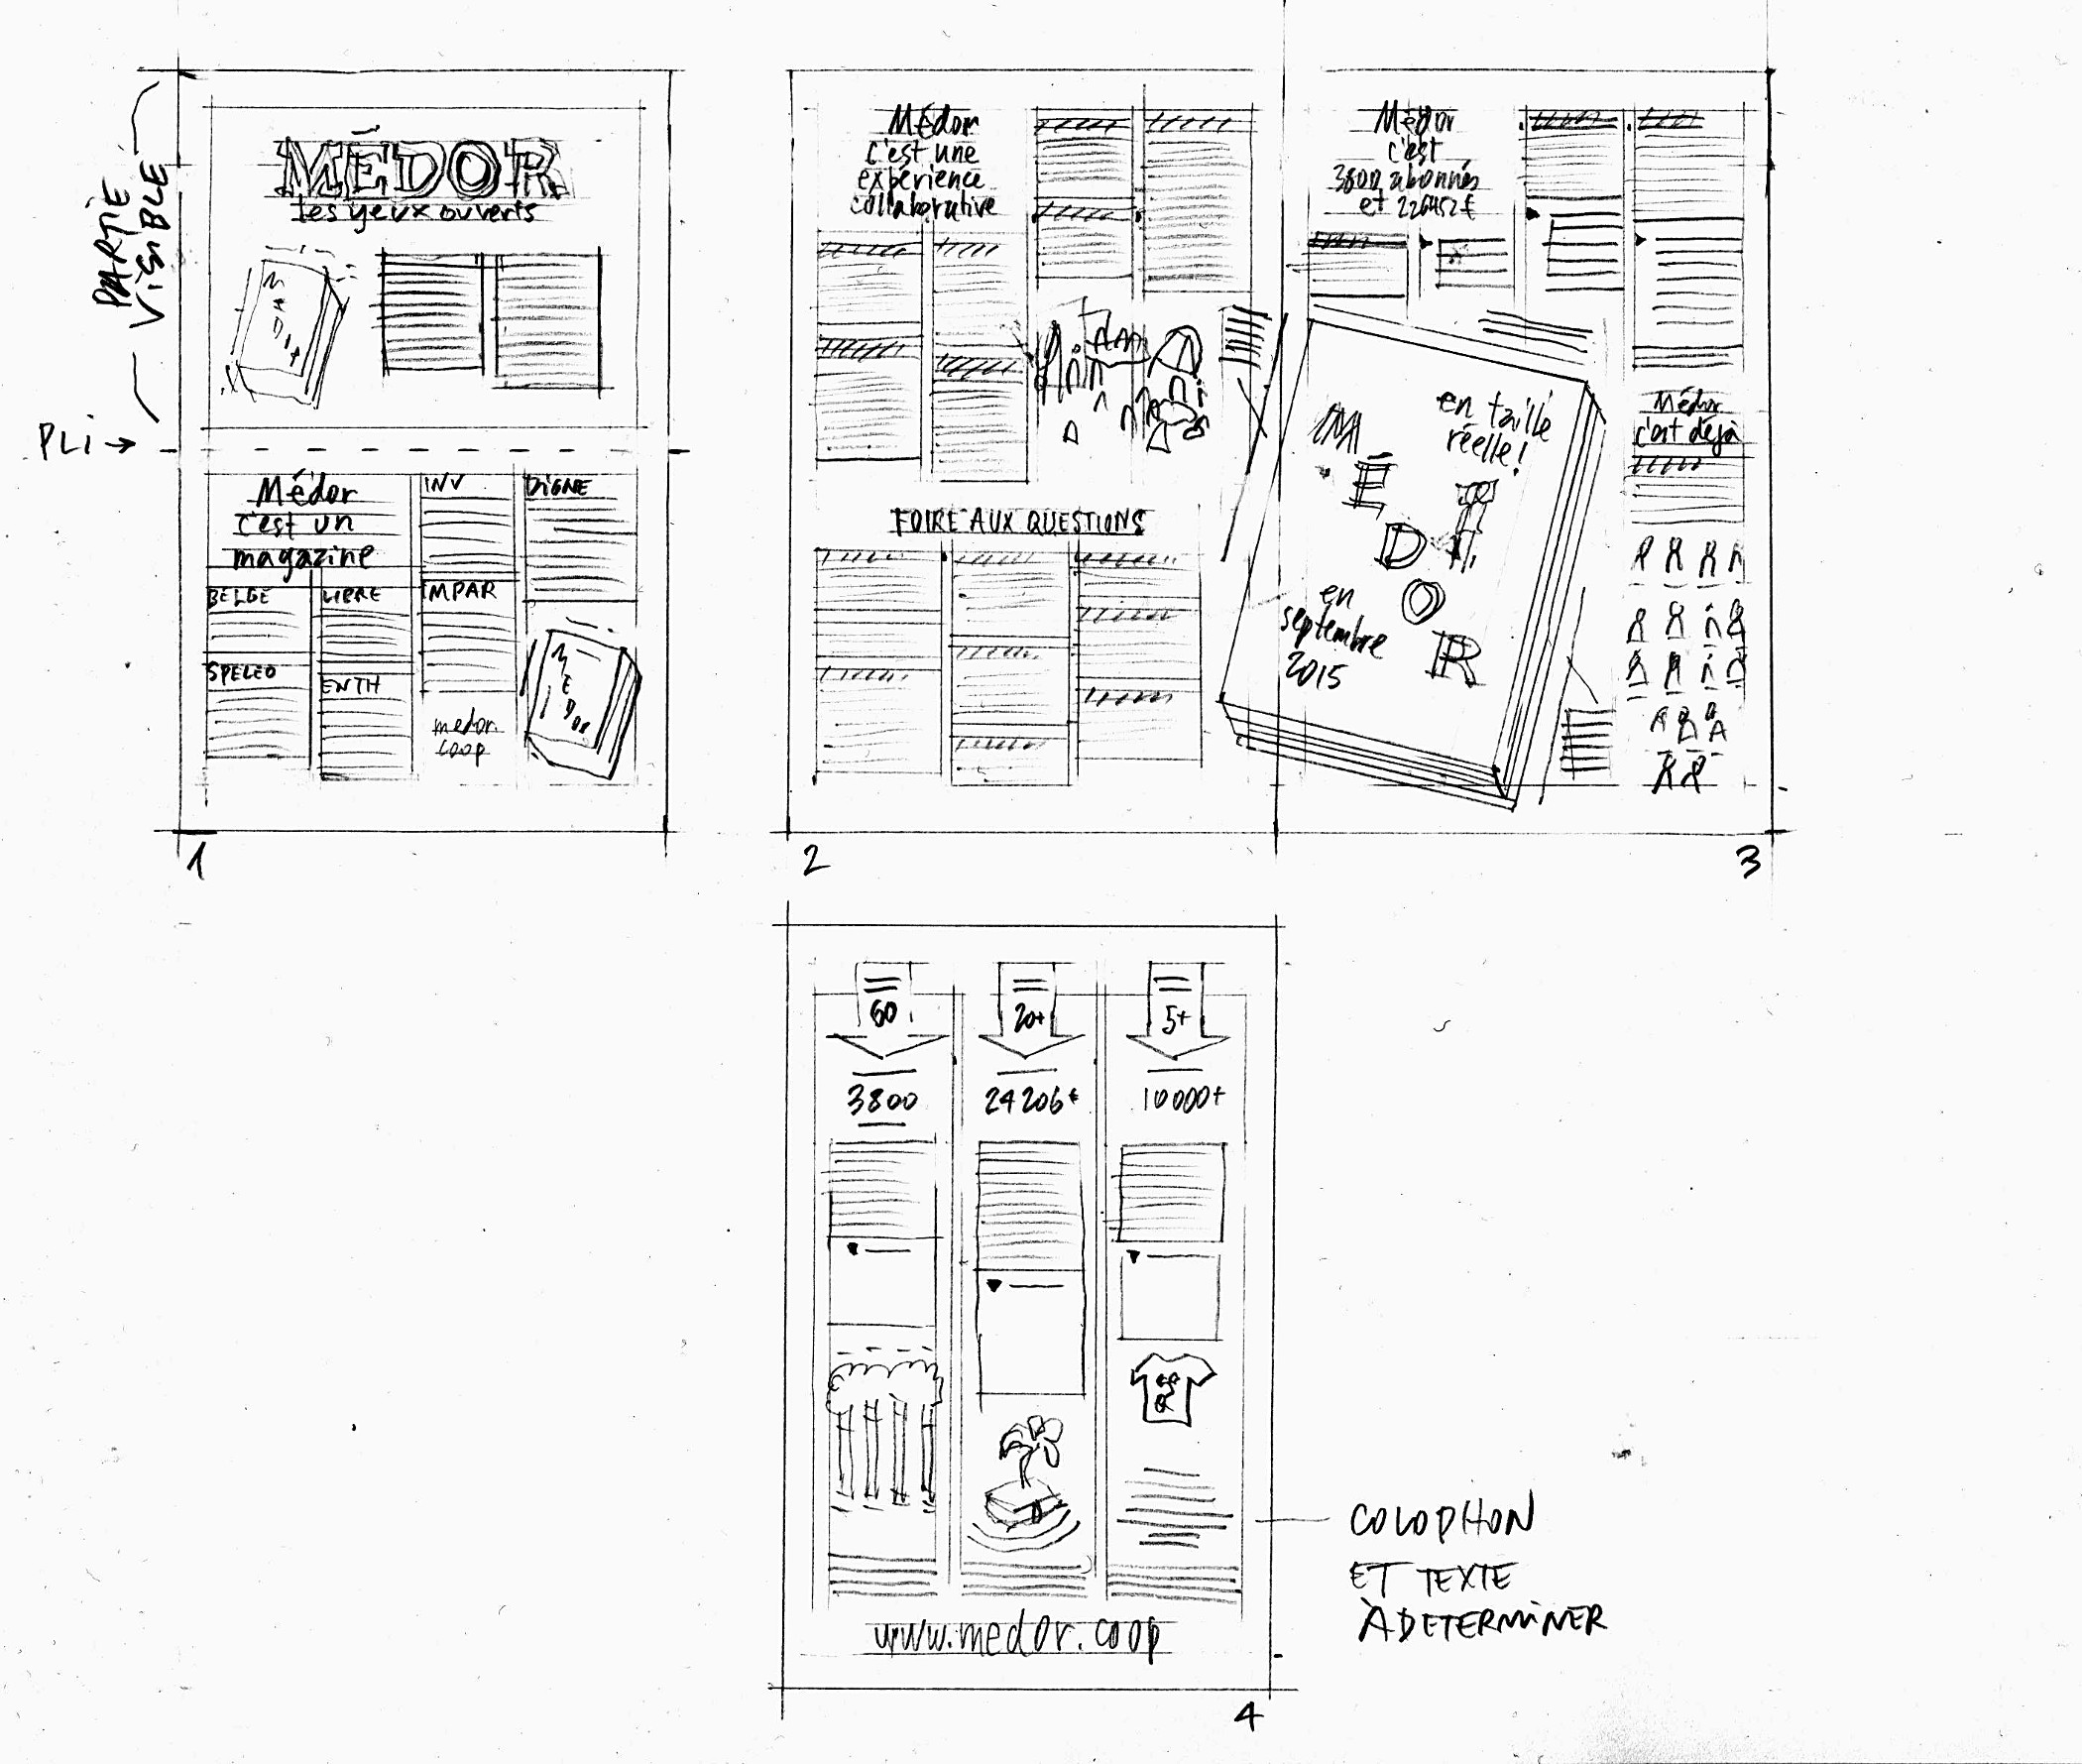 PARTIE
VISIBLE
PLI →
MÉDOR
les yeux ouverts
Médor
c'est un
magazine
BELGE
SPELEO
LIBRE
ENTH
INV
IMPAR
medor.
coop
DIGNE
MEDOR
1
Médor
c'est une
expérience
collaborative
FOIRE AUX QUESTIONS
2
Médor
c'est
3800 abonnés
et 226452€
en taille
réelle!
MÉDOR
en
septembre
2015
Médor
c'est déjà
3
60
20+
5+
3800
24206€
10000+
www.medor.coop
4
COLOPHON
ET TEXTE
À DETERMINER